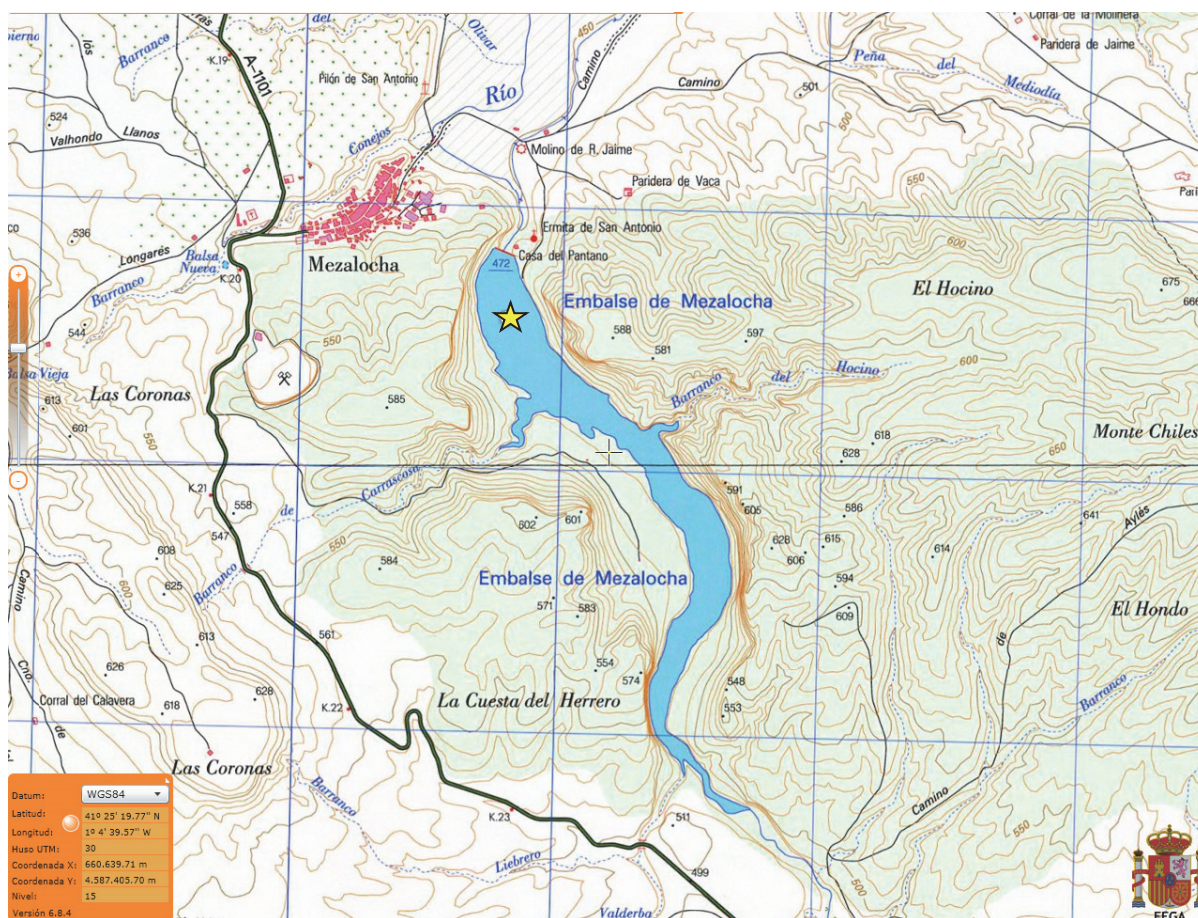 Corral de la Molinera
Paridera de Jaime
del
Barranco
K.19
A-1101
Olivar
450
Camino
Pilón de San Antonio
Río
Camino
Peña del Mediodía
501
600
524
Valhondo
Llanos
Conejos
Molino de R. Jaime
Paridera de Vaca
550
536
Longarés
Balsa Nueva
K.20
Barranco
Mezalocha
Ermita de San Antonio
Casa del Pantano
472
Embalse de Mezalocha
600
El Hocino
675
544
Las Coronas
613
601
550
550
585
588
581
597
Barranco del Hocino
600
Monte Chiles
618
628
650
K.21
Barranco de Carrascosa
558
547
550
584
602
601
591
605
586
615
628
606
594
609
614
641
Aylés
608
625
600
Camino
Embalse de Mezalocha
571
583
El Hondo
613
561
626
618
628
Corral del Calavera
Cno.
de
K.22
Las Coronas
554
574
La Cuesta del Herrero
548
553
Camino
de
Barranco
Barranco
Liebrero
K.23
511
499
550
500
Valderba
Datum: WGS84
Latitud: 41º 25' 19.77'' N
Longitud: 1º 4' 39.57'' W
Huso UTM: 30
Coordenada X: 660.639.71 m
Coordenada Y: 4.587.405.70 m
Nivel: 15
Versión 6.8.4
FEGA